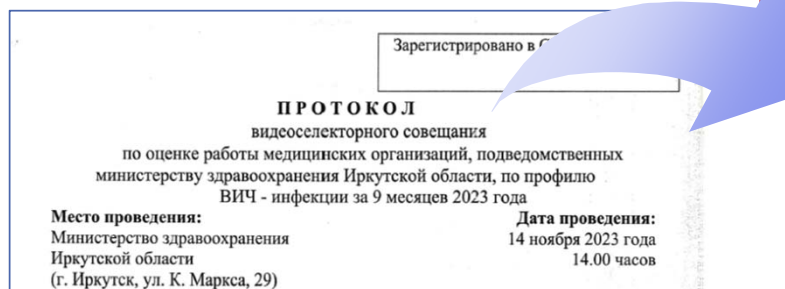 Зарегистрировано в
ПРОТОКОЛ
видеоселекторного совещания
по оценке работы медицинских организаций, подведомственных
министерству здравоохранения Иркутской области, по профилю
ВИЧ - инфекции за 9 месяцев 2023 года
Место проведения:
Дата проведения:
Министерство здравоохранения
14 ноября 2023 года
Иркутской области
14.00 часов
(г. Иркутск, ул. К. Маркса, 29)